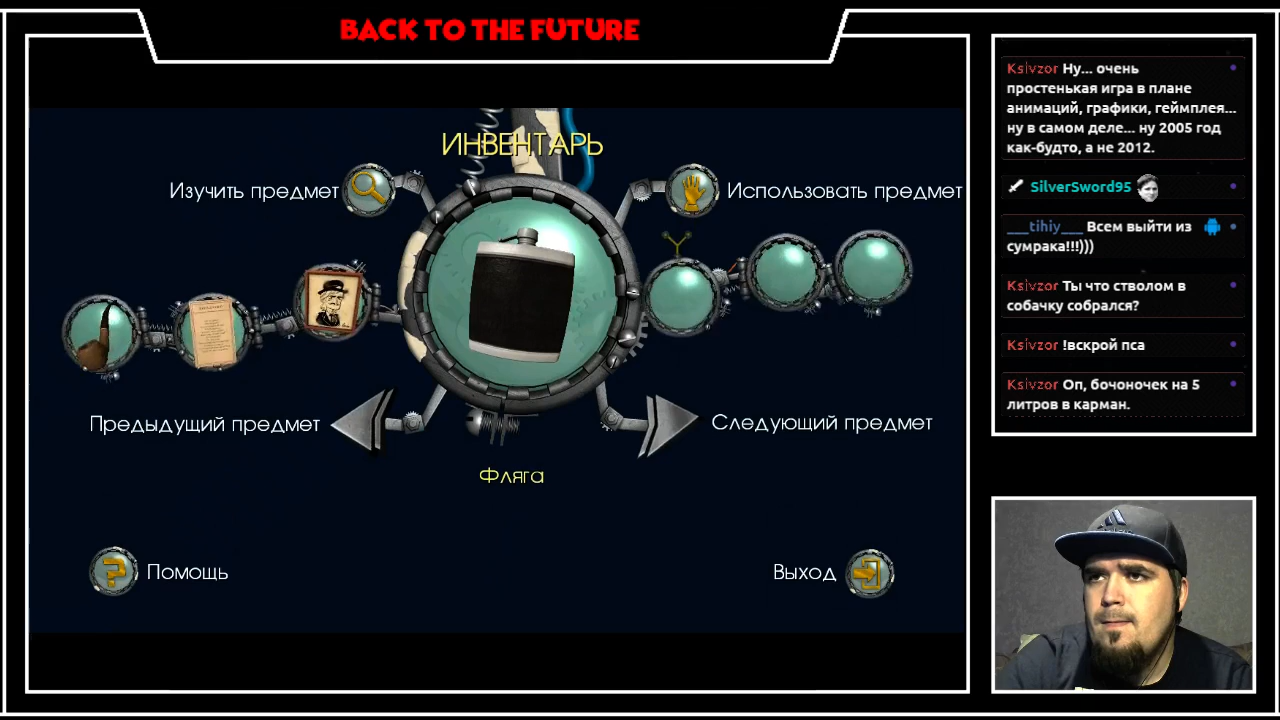 BACK TO THE FUTURE
ИНВЕНТАРЬ
Изучить предмет
Использовать предмет
Предыдущий предмет
Следующий предмет
Фляга
Помощь
Выход
Ksivzor Ну... очень
простенькая игра в плане
анимаций, графики, геймплея...
ну в самом деле... ну 2005 год
как-будто, а не 2012.
SilverSword95
___tihiy___ Всем выйти из
сумрака!!!)))
Ksivzor Ты что стволом в
собачку собрался?
Ksivzor !вскрой пса
Ksivzor Оп, бочоночек на 5
литров в карман.